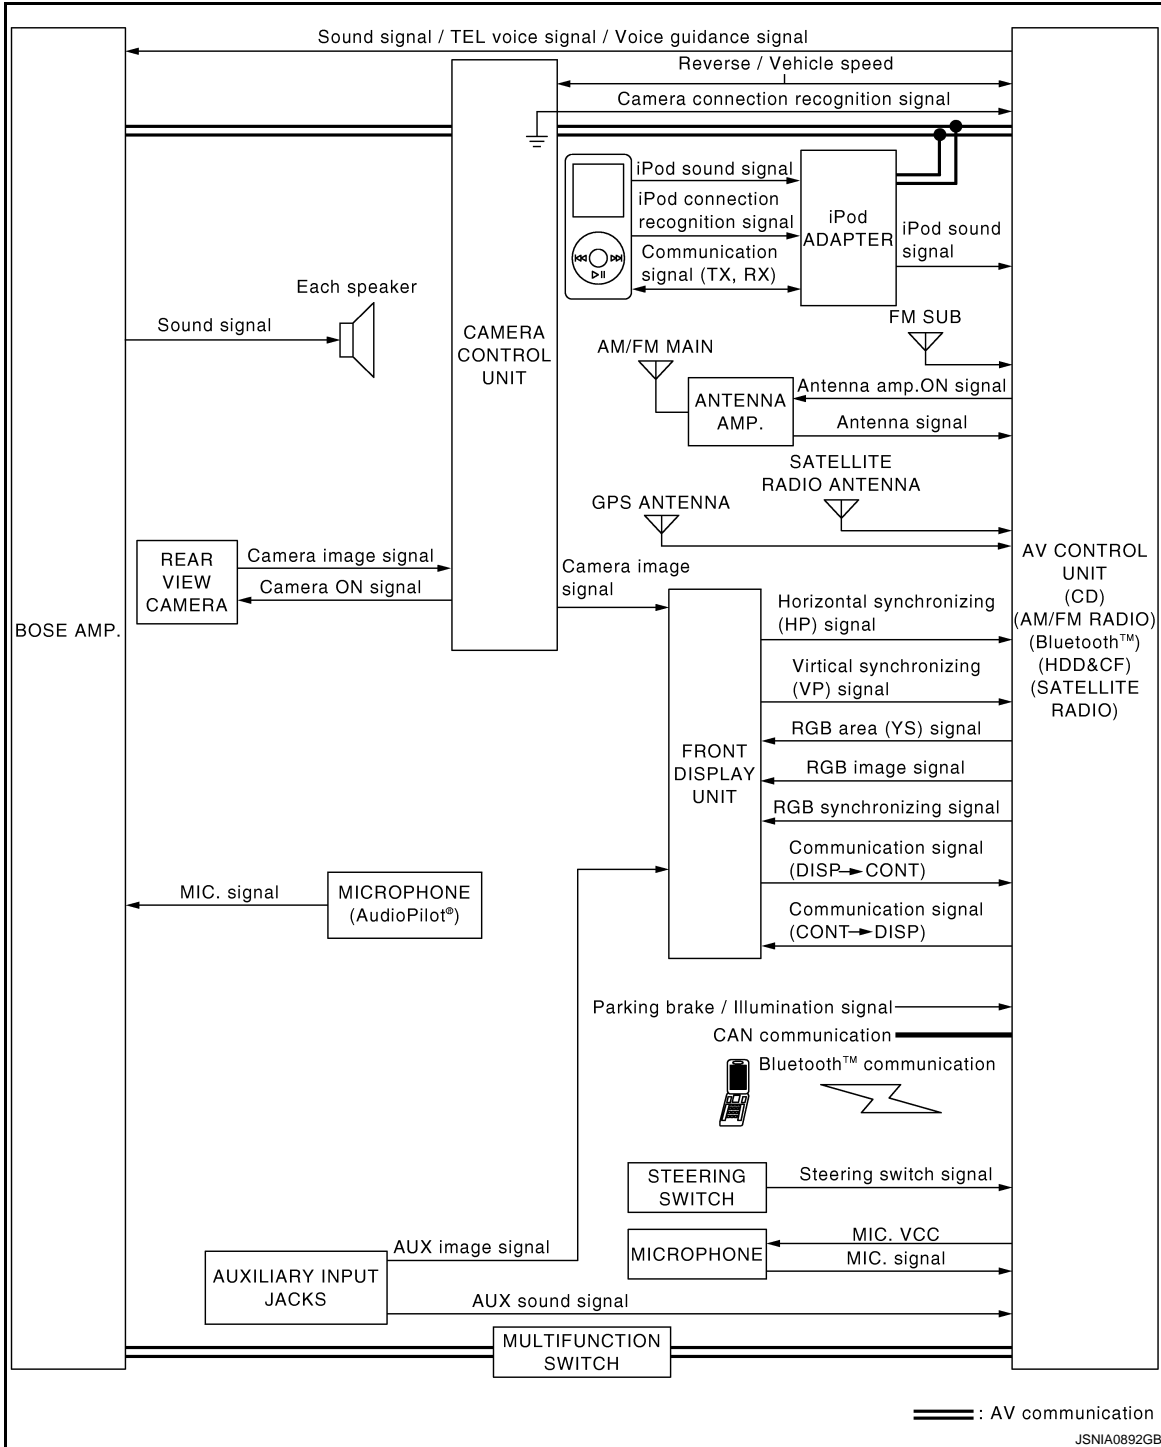 Sound signal / TEL voice signal / Voice guidance signal
Reverse / Vehicle speed
Camera connection recognition signal
iPod sound signal
iPod connection
recognition signal
Communication
signal (TX, RX)
iPod
ADAPTER
iPod sound
signal
Each speaker
Sound signal
CAMERA
CONTROL
UNIT
FM SUB
AM/FM MAIN
ANTENNA
AMP.
Antenna amp.ON signal
Antenna signal
SATELLITE
RADIO ANTENNA
GPS ANTENNA
REAR
VIEW
CAMERA
Camera image signal
Camera ON signal
Camera image
signal
BOSE AMP.
AV CONTROL
UNIT
(CD)
(AM/FM RADIO)
(Bluetooth™)
(HDD&CF)
(SATELLITE
RADIO)
Horizontal synchronizing
(HP) signal
Virtical synchronizing
(VP) signal
RGB area (YS) signal
FRONT
DISPLAY
UNIT
RGB image signal
RGB synchronizing signal
Communication signal
(DISP→CONT)
Communication signal
(CONT→DISP)
MIC. signal
MICROPHONE
(AudioPilot®)
Parking brake / Illumination signal
CAN communication
Bluetooth™ communication
STEERING
SWITCH
Steering switch signal
MICROPHONE
MIC. VCC
MIC. signal
AUX image signal
AUXILIARY INPUT
JACKS
AUX sound signal
MULTIFUNCTION
SWITCH
: AV communication
JSNIA0892GB